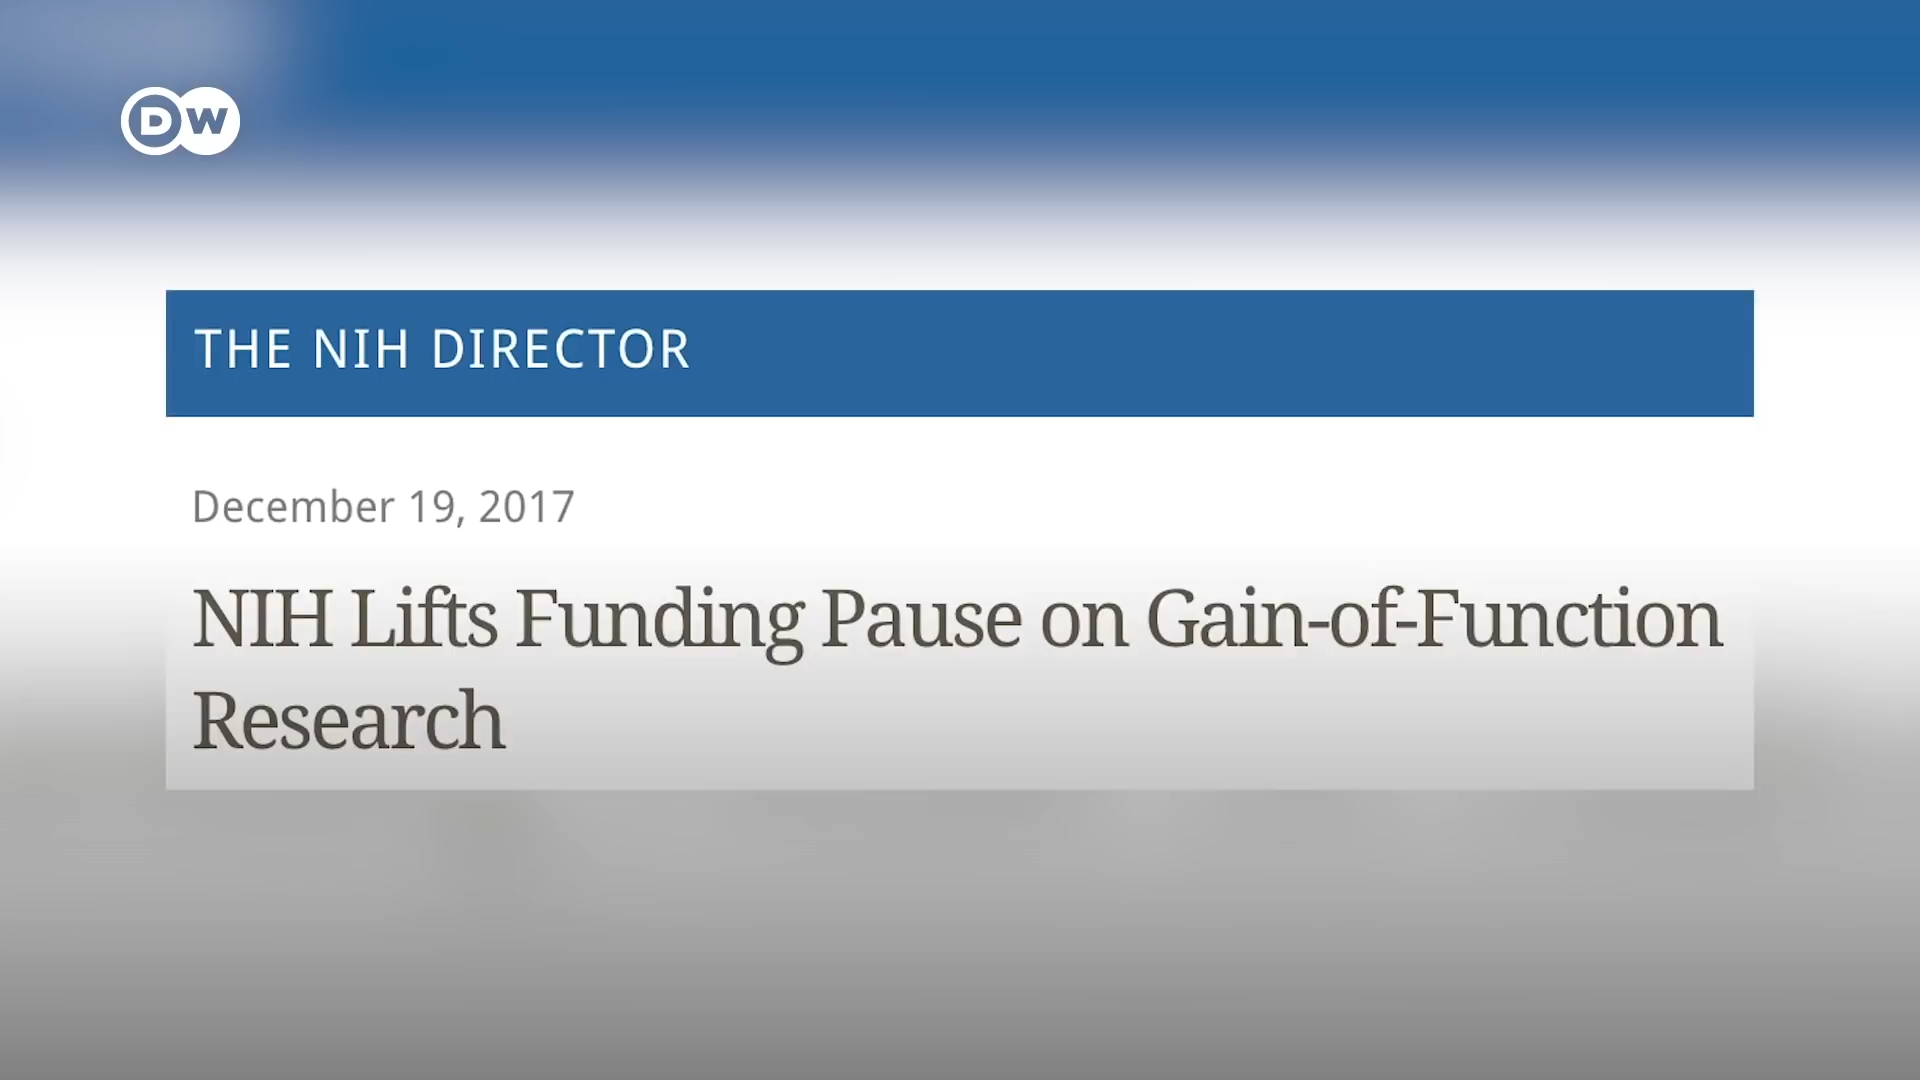 DW
THE NIH DIRECTOR
December 19, 2017
NIH Lifts Funding Pause on Gain-of-Function
Research